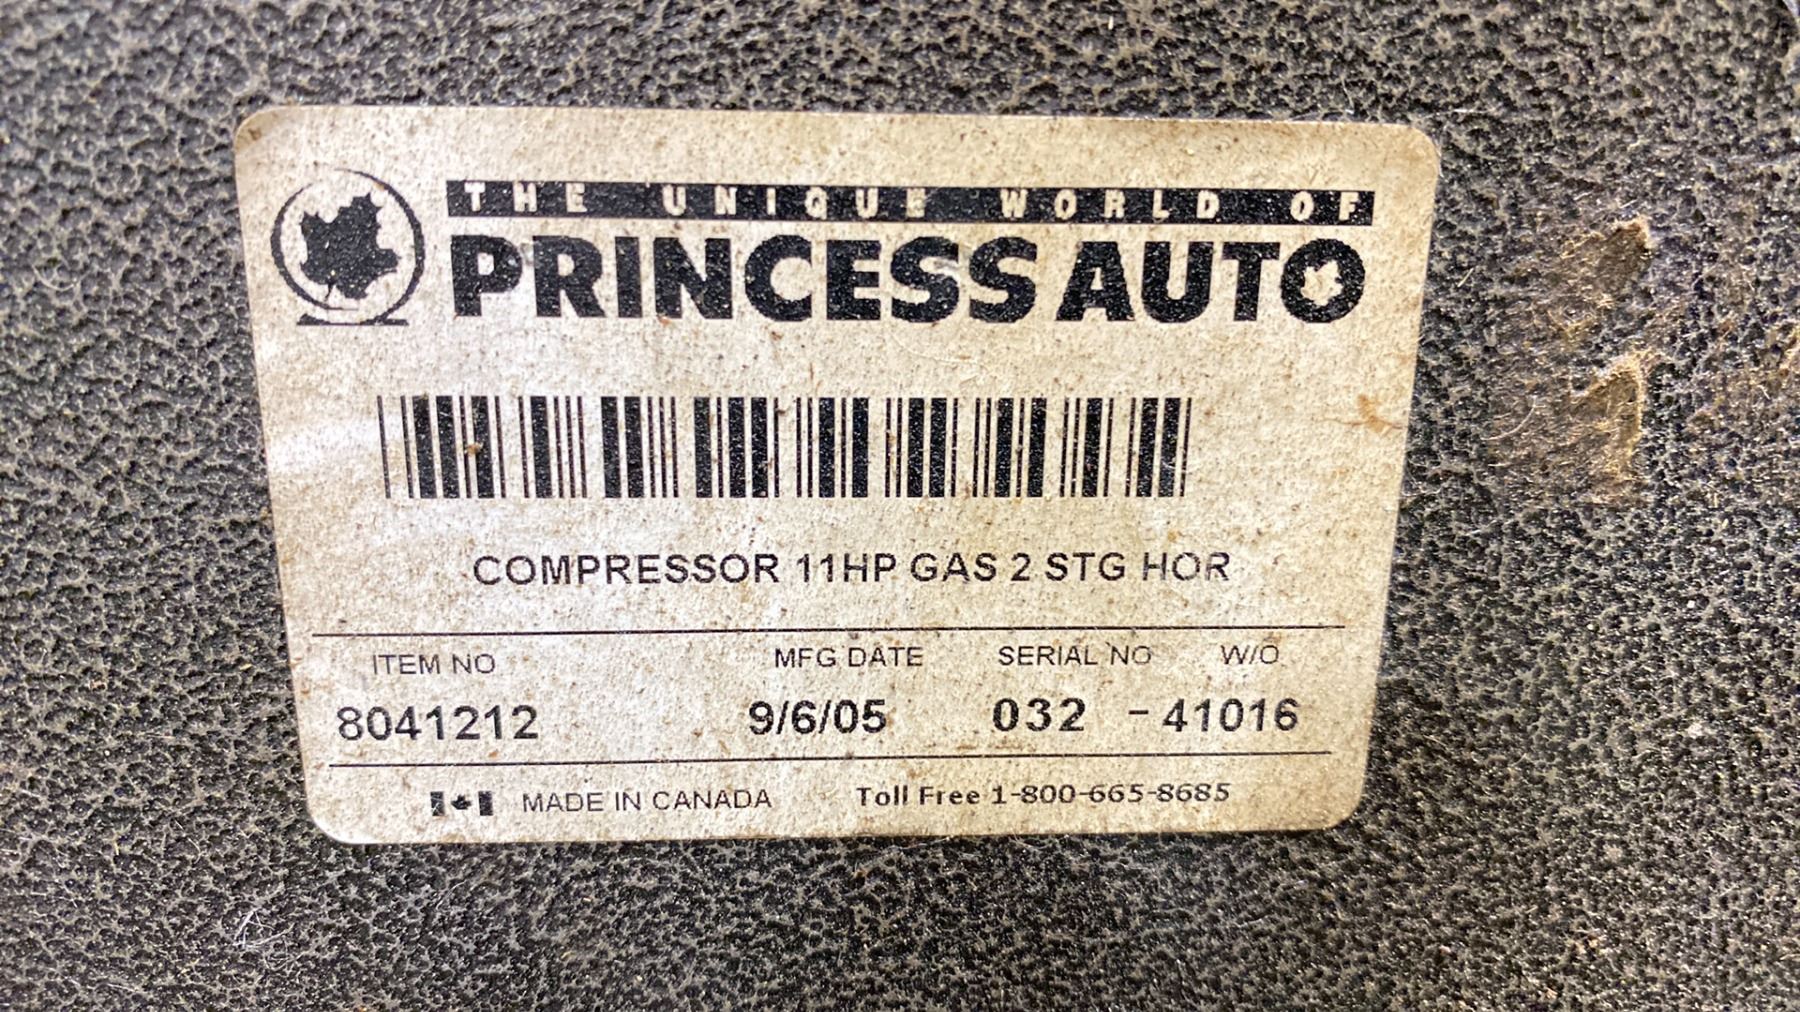 THE UNIQUE WORLD OF
PRINCESS AUTO
COMPRESSOR 11HP GAS 2 STG HOR
ITEM NO MFG DATE SERIAL NO W/O
8041212 9/6/05 032 - 41016
MADE IN CANADA Toll Free 1-800-665-8685